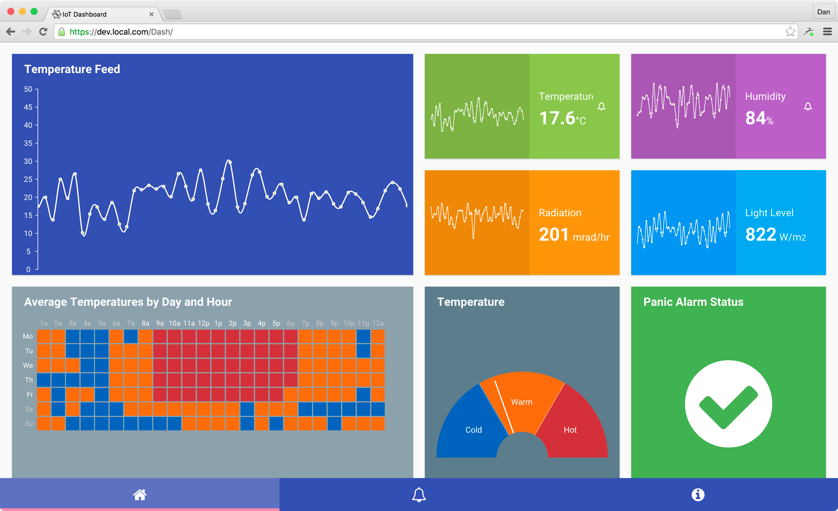 IoT Dashboard
Dan
https://dev.local.com/Dash/
Temperature Feed
50
45
40
35
30
25
20
15
10
5
0
Temperature
17.6°C
Humidity
84%
Radiation
201 mrad/hr
Light Level
822 W/m2
Average Temperatures by Day and Hour
1a 2a 3a 4a 5a 6a 7a 8a 9a 10a 11a 12p 1p 2p 3p 4p 5p 6p 7p 8p 9p 10p 11p 12a
Mo
Tu
We
Th
Fr
Sa
Su
Temperature
Cold
Warm
Hot
Panic Alarm Status